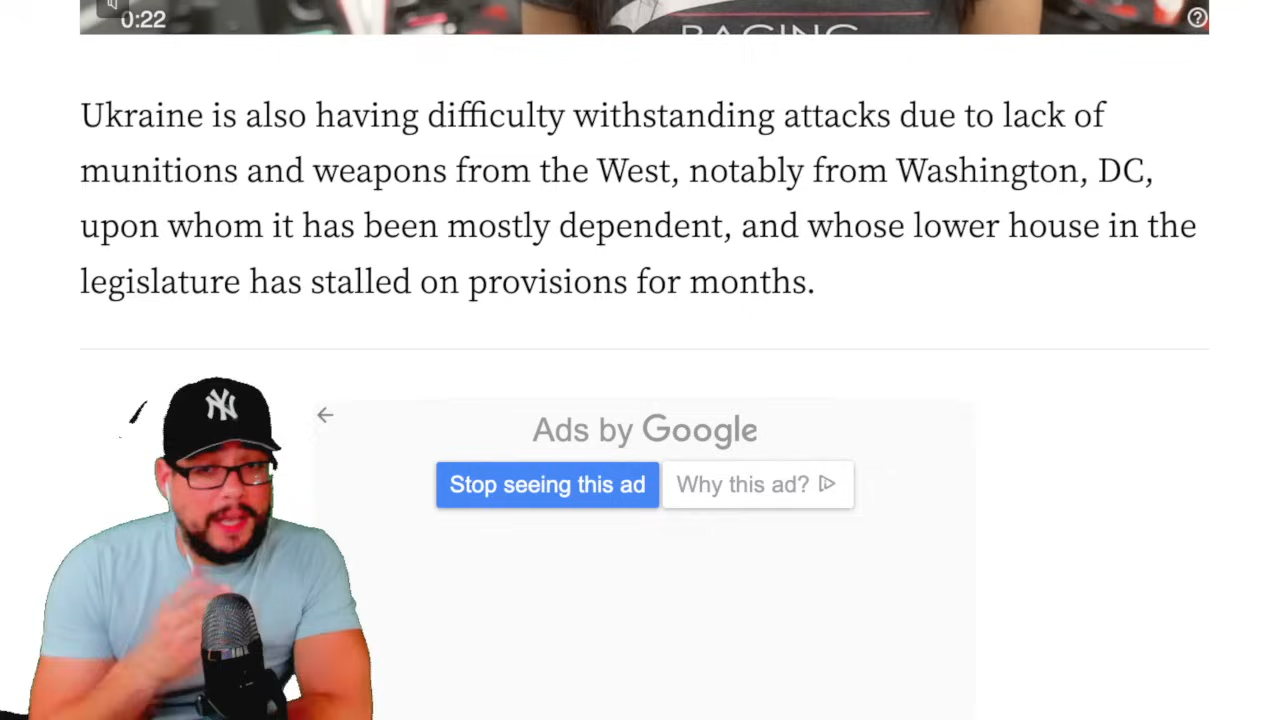 0:22
RACING
Ukraine is also having difficulty withstanding attacks due to lack of
munitions and weapons from the West, notably from Washington, DC,
upon whom it has been mostly dependent, and whose lower house in the
legislature has stalled on provisions for months.
NY
Ads by Google
Stop seeing this ad
Why this ad?